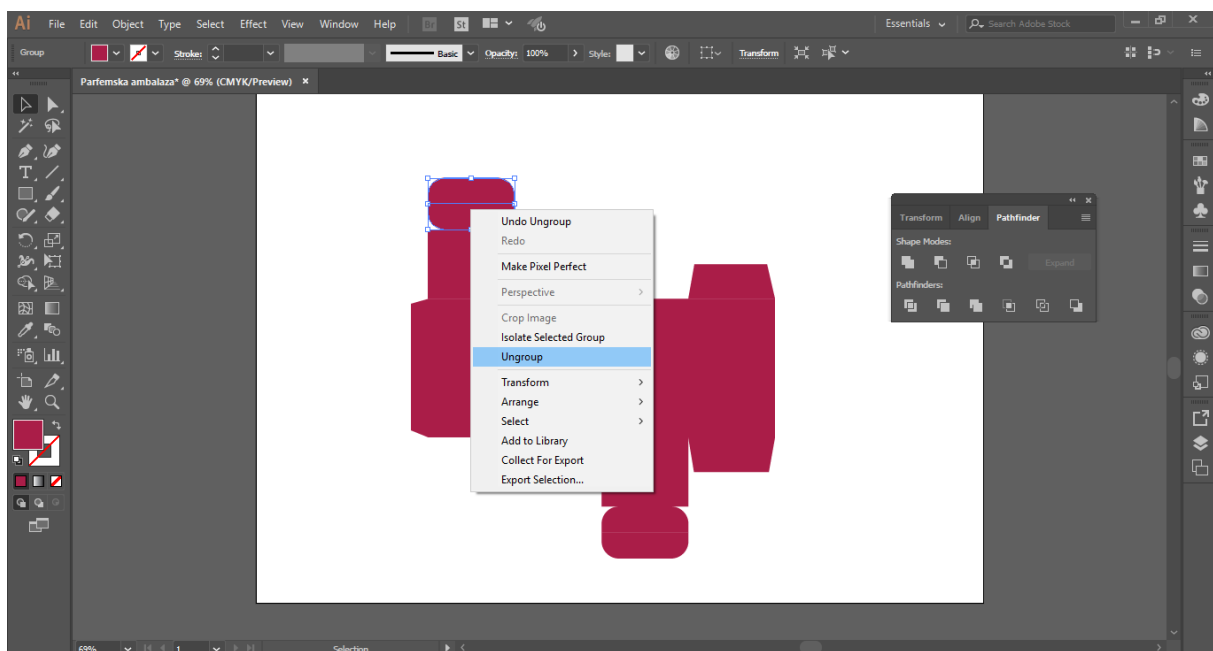 Ai File Edit Object Type Select Effect View Window Help Br St Essentials Search Adobe Stock
Group Stroke: Basic Opacity: 100% Style: Transform
Parfemska ambalaza* @ 69% (CMYK/Preview) ×
Undo Ungroup
Redo
Make Pixel Perfect
Perspective
Crop Image
Isolate Selected Group
Ungroup
Transform
Arrange
Select
Add to Library
Collect For Export
Export Selection...
Transform Align Pathfinder
Shape Modes:
Expand
Pathfinders:
69% 1 Selection